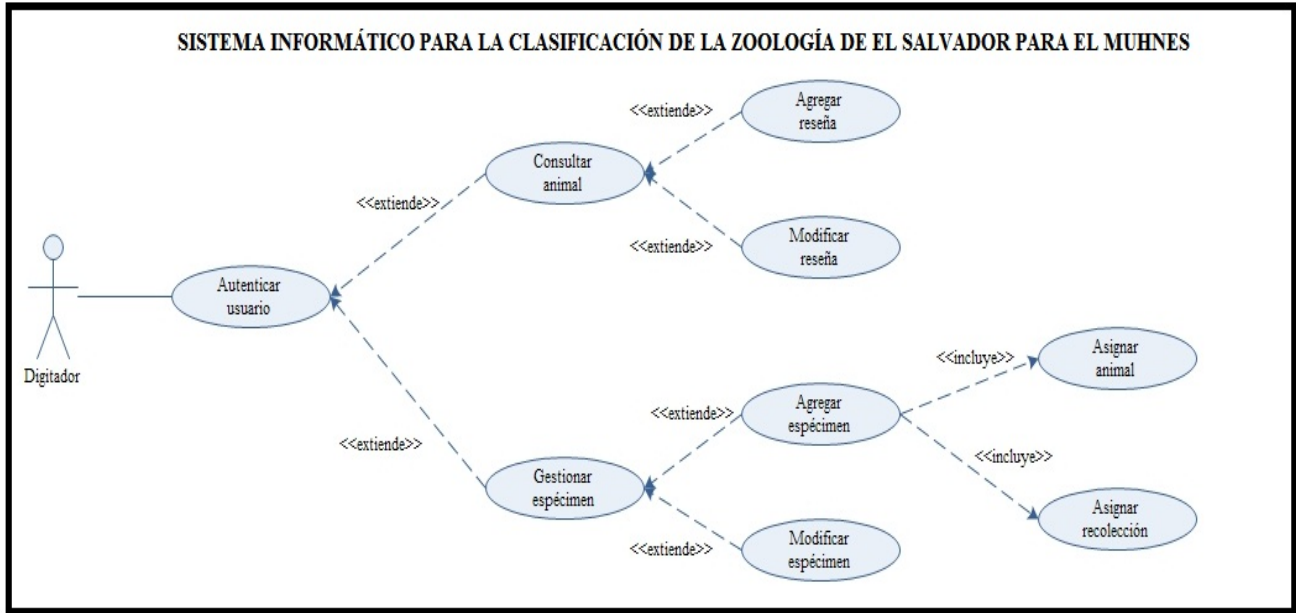 SISTEMA INFORMÁTICO PARA LA CLASIFICACIÓN DE LA ZOOLOGÍA DE EL SALVADOR PARA EL MUHNES
<<extiende>>
Agregar
reseña
Consultar
animal
<<extiende>>
<<extiende>>
Modificar
reseña
Autenticar
usuario
Digitador
<<extiende>>
Gestionar
espécimen
<<extiende>>
Agregar
espécimen
<<incluye>>
Asignar
animal
<<incluye>>
Asignar
recolección
<<extiende>>
Modificar
espécimen